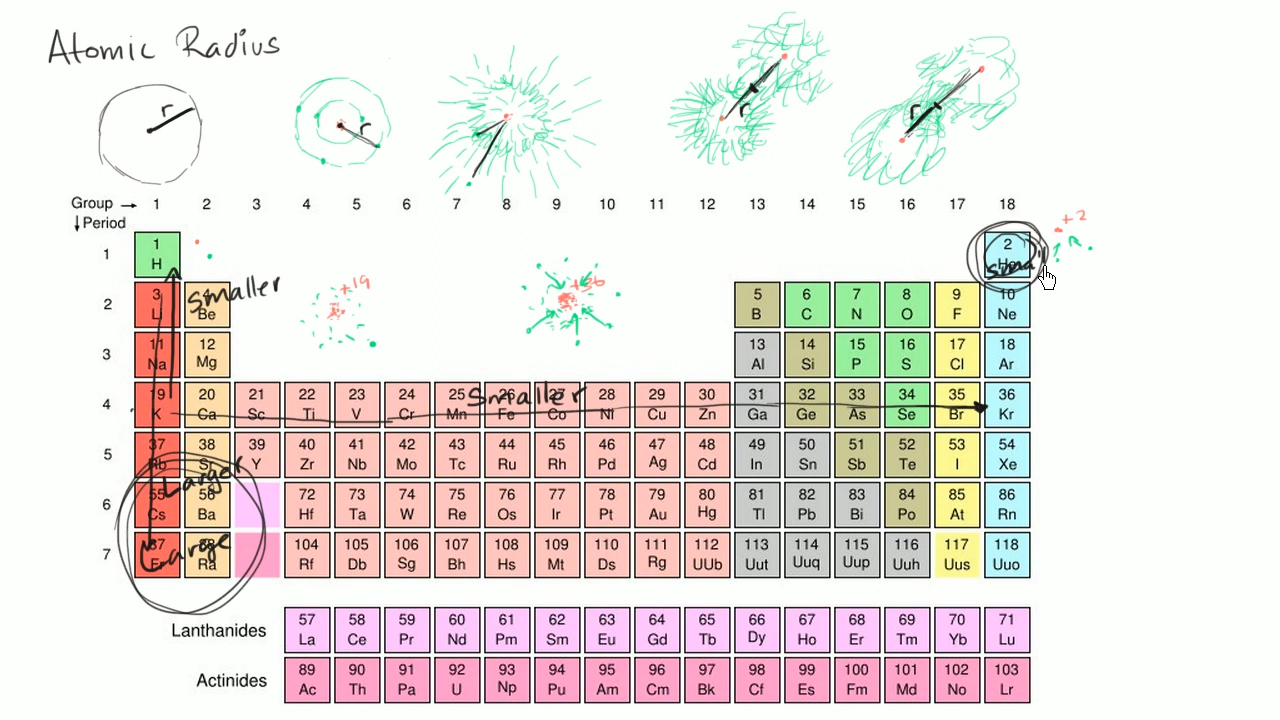 Atomic Radius
r
r
r
r
Group → 1 2 3 4 5 6 7 8 9 10 11 12 13 14 15 16 17 18
↓Period
+2
1 1 2
H He
Small
Smaller
+19
+36
2 3 4 5 6 7 8 9 10
Li Be B C N O F Ne
3 11 12 13 14 15 16 17 18
Na Mg Al Si P S Cl Ar
Smaller
4 19 20 21 22 23 24 25 26 27 28 29 30 31 32 33 34 35 36
K Ca Sc Ti V Cr Mn Fe Co Ni Cu Zn Ga Ge As Se Br Kr
5 37 38 39 40 41 42 43 44 45 46 47 48 49 50 51 52 53 54
Rb Sr Y Zr Nb Mo Tc Ru Rh Pd Ag Cd In Sn Sb Te I Xe
Larger
6 55 56 72 73 74 75 76 77 78 79 80 81 82 83 84 85 86
Cs Ba Hf Ta W Re Os Ir Pt Au Hg Tl Pb Bi Po At Rn
Large
7 87 88 104 105 106 107 108 109 110 111 112 113 114 115 116 117 118
Fr Ra Rf Db Sg Bh Hs Mt Ds Rg UUb Uut Uuq Uup Uuh Uus Uuo
57 58 59 60 61 62 63 64 65 66 67 68 69 70 71
Lanthanides La Ce Pr Nd Pm Sm Eu Gd Tb Dy Ho Er Tm Yb Lu
89 90 91 92 93 94 95 96 97 98 99 100 101 102 103
Actinides Ac Th Pa U Np Pu Am Cm Bk Cf Es Fm Md No Lr